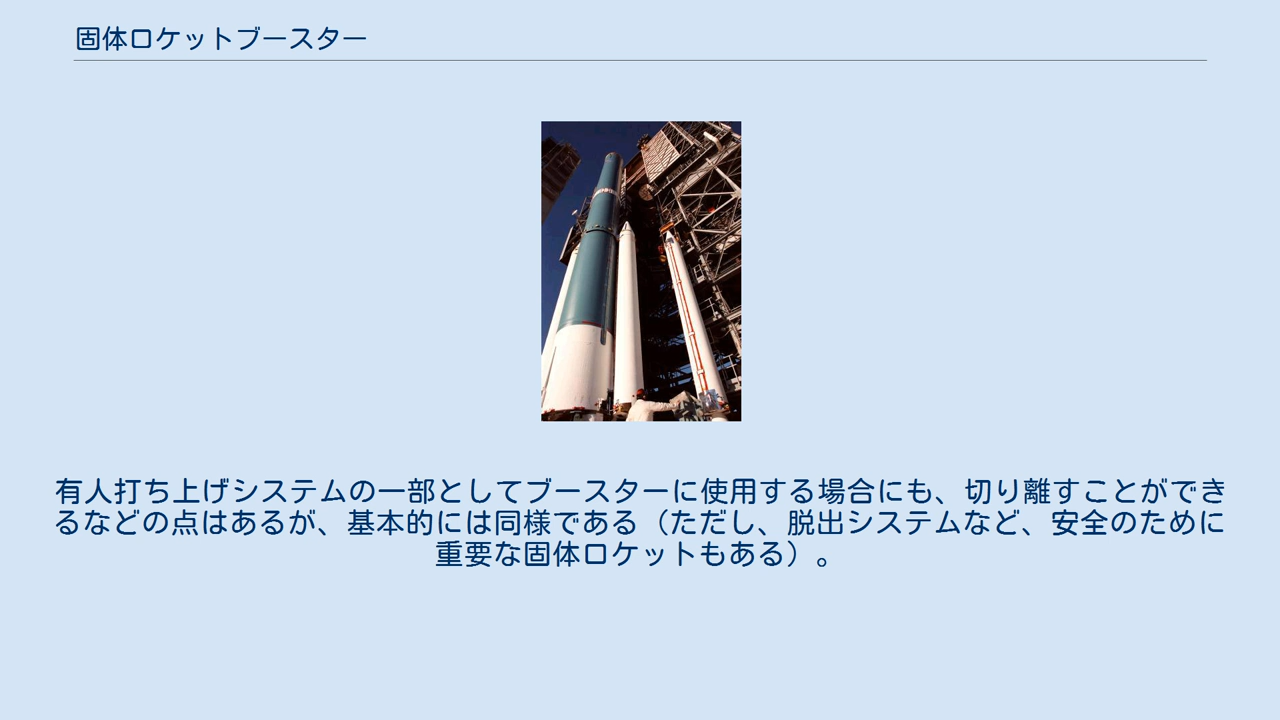 固体ロケットブースター
有人打ち上げシステムの一部としてブースターに使用する場合にも、切り離すことができ
るなどの点はあるが、基本的には同様である（ただし、脱出システムなど、安全のために
重要な固体ロケットもある）。